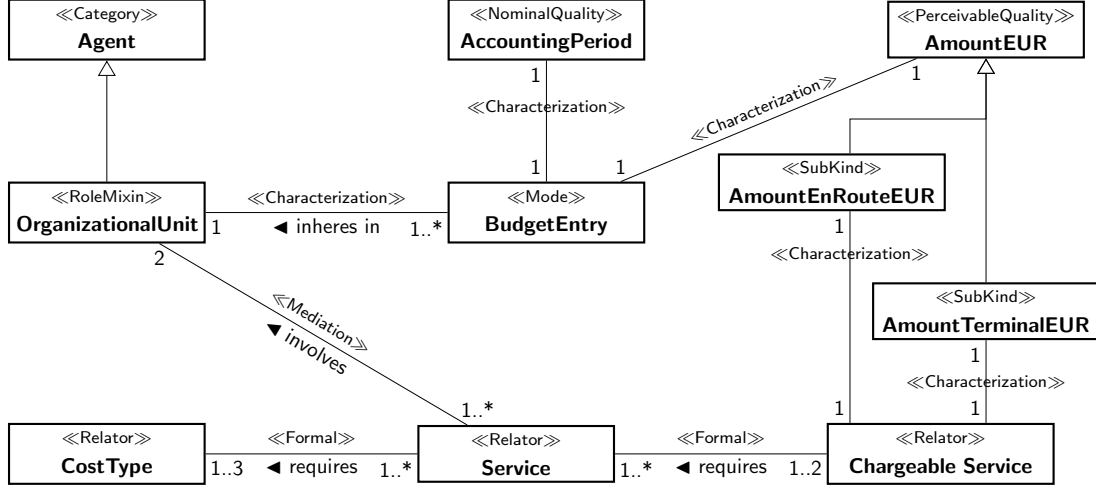 ≪Category≫
Agent
≪NominalQuality≫
AccountingPeriod
≪PerceivableQuality≫
AmountEUR
1
1
≪Characterization≫
≪Characterization≫
1
1
≪SubKind≫
AmountEnRouteEUR
≪RoleMixin≫
OrganizationalUnit
≪Characterization≫
1
◄ inheres in
1..*
≪Mode≫
BudgetEntry
2
1
≪Characterization≫
≪Mediation≫
◄ involves
≪SubKind≫
AmountTerminalEUR
1
≪Characterization≫
1..*
1
1
≪Relator≫
CostType
≪Formal≫
1..3
◄ requires
1..*
≪Relator≫
Service
≪Formal≫
1..*
◄ requires
1..2
≪Relator≫
Chargeable Service